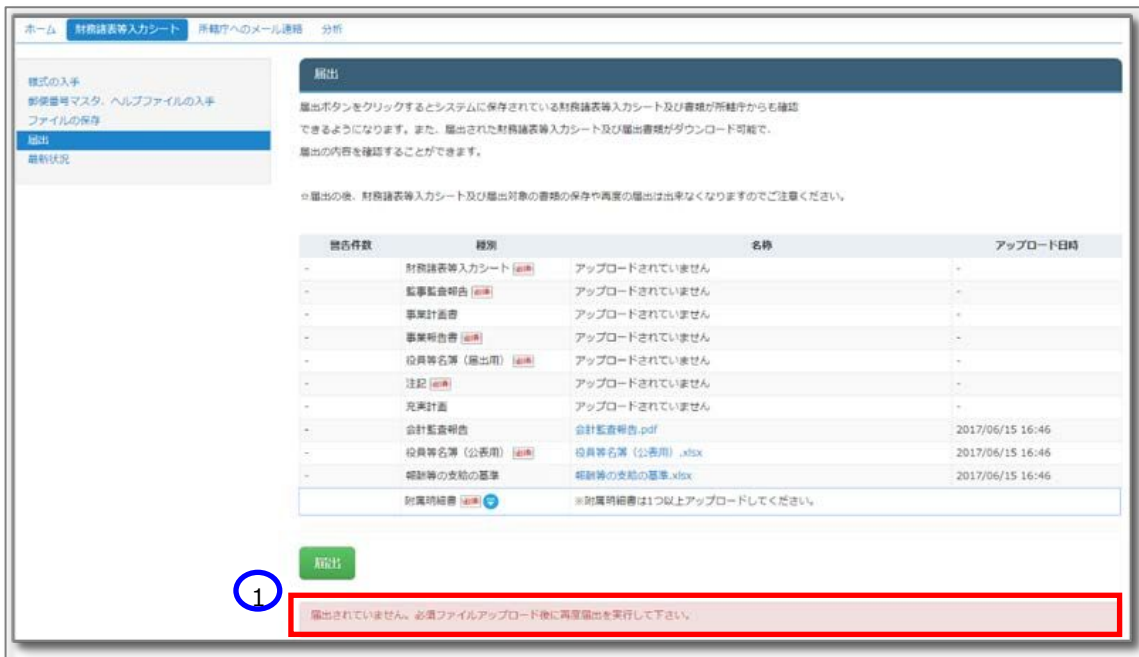 ホーム 財務諸表等入力シート 所轄庁へのメール連絡 分析
様式の入手
郵便番号マスタ、ヘルプファイルの入手
ファイルの保存
届出
最新状況
届出
届出ボタンをクリックするとシステムに保存されている財務諸表等入力シート及び書類が所轄庁からも確認
できるようになります。また、届出された財務諸表等入力シート及び届出書類がダウンロード可能で、
届出の内容を確認することができます。
※届出の後、財務諸表等入力シート及び届出対象の書類の保存や再度の届出は出来なくなりますのでご注意ください。
警告件数 種別 名称 アップロード日時
- 財務諸表等入力シート 必須 アップロードされていません -
- 監事監査報告 必須 アップロードされていません -
- 事業計画書 アップロードされていません -
- 事業報告書 必須 アップロードされていません -
- 役員等名簿（届出用） 必須 アップロードされていません -
- 注記 必須 アップロードされていません -
- 充実計画 アップロードされていません -
- 会計監査報告 会計監査報告.pdf 2017/06/15 16:46
- 役員等名簿（公表用） 必須 役員等名簿（公表用）.xlsx 2017/06/15 16:46
- 報酬等の支給の基準 報酬等の支給の基準.xlsx 2017/06/15 16:46
附属明細書 必須 ※附属明細書は1つ以上アップロードしてください。
届出
1
届出されていません。必須ファイルアップロード後に再度届出を実行して下さい。